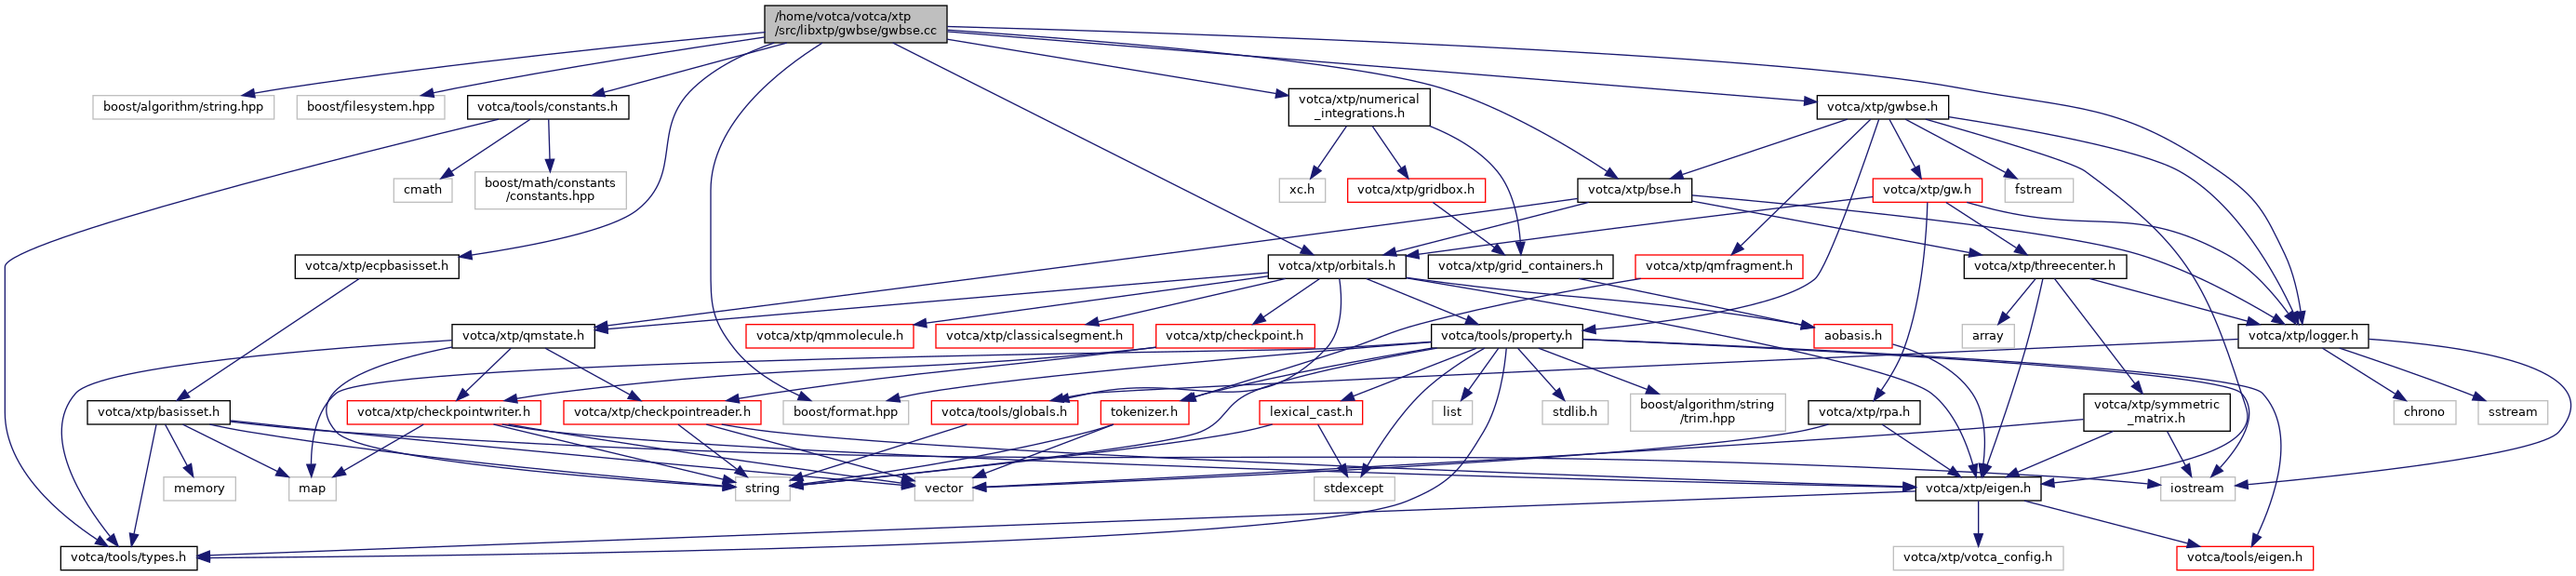 /home/votca/votca/xtp
/src/libxtp/gwbse/gwbse.cc
boost/algorithm/string.hpp
boost/filesystem.hpp
votca/tools/constants.h
votca/xtp/numerical
_integrations.h
votca/xtp/gwbse.h
cmath
boost/math/constants
/constants.hpp
xc.h
votca/xtp/gridbox.h
votca/xtp/bse.h
votca/xtp/gw.h
fstream
votca/xtp/ecpbasisset.h
votca/xtp/orbitals.h
votca/xtp/grid_containers.h
votca/xtp/qmfragment.h
votca/xtp/threecenter.h
votca/xtp/qmstate.h
votca/xtp/qmmolecule.h
votca/xtp/classicalsegment.h
votca/xtp/checkpoint.h
votca/tools/property.h
aobasis.h
array
votca/xtp/logger.h
votca/xtp/basisset.h
votca/xtp/checkpointwriter.h
votca/xtp/checkpointreader.h
boost/format.hpp
votca/tools/globals.h
tokenizer.h
lexical_cast.h
list
stdlib.h
boost/algorithm/string
/trim.hpp
votca/xtp/rpa.h
votca/xtp/symmetric
_matrix.h
chrono
sstream
memory
map
string
vector
stdexcept
votca/xtp/eigen.h
iostream
votca/tools/types.h
votca/xtp/votca_config.h
votca/tools/eigen.h